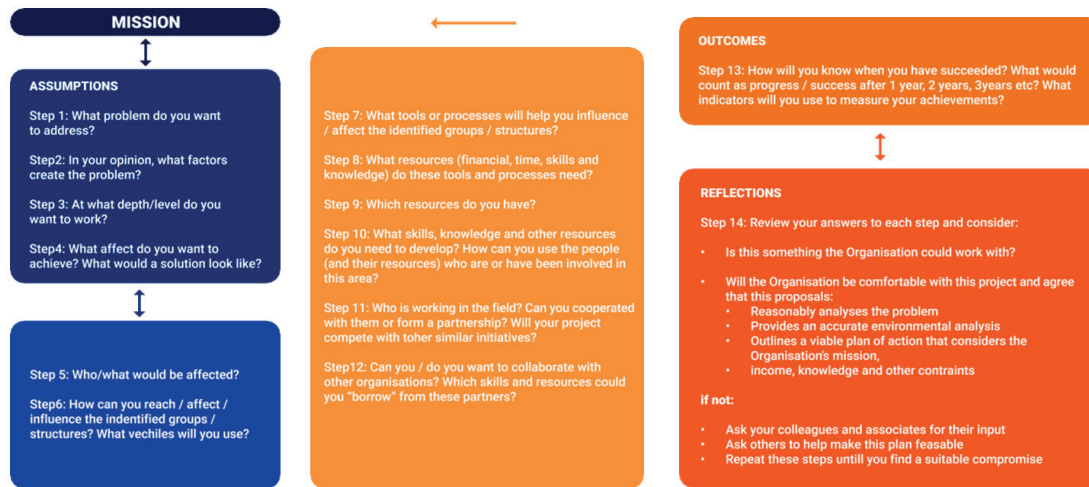 MISSION
ASSUMPTIONS
Step 1: What problem do you want
to address?
Step2: In your opinion, what factors
create the problem?
Step 3: At what depth/level do you
want to work?
Step4: What affect do you want to
achieve? What would a solution look like?
Step 5: Who/what would be affected?
Step6: How can you reach / affect /
influence the indentified groups /
structures? What vechiles will you use?
Step 7: What tools or processes will help you influence
/ affect the identified groups / structures?
Step 8: What resources (financial, time, skills and
knowledge) do these tools and processes need?
Step 9: Which resources do you have?
Step 10: What skills, knowledge and other resources
do you need to develop? How can you use the people
(and their resources) who are or have been involved in
this area?
Step 11: Who is working in the field? Can you cooperated
with them or form a partnership? Will your project
compete with toher similar initiatives?
Step12: Can you / do you want to collaborate with
other organisations? Which skills and resources could
you "borrow" from these partners?
OUTCOMES
Step 13: How will you know when you have succeeded? What would
count as progress / success after 1 year, 2 years, 3years etc? What
indicators will you use to measure your achievements?
REFLECTIONS
Step 14: Review your answers to each step and consider:
• Is this something the Organisation could work with?
• Will the Organisation be comfortable with this project and agree
that this proposals:
• Reasonably analyses the problem
• Provides an accurate environmental analysis
• Outlines a viable plan of action that considers the
Organisation's mission,
• income, knowledge and other contraints
if not:
• Ask your colleagues and associates for their input
• Ask others to help make this plan feasable
• Repeat these steps untill you find a suitable compromise